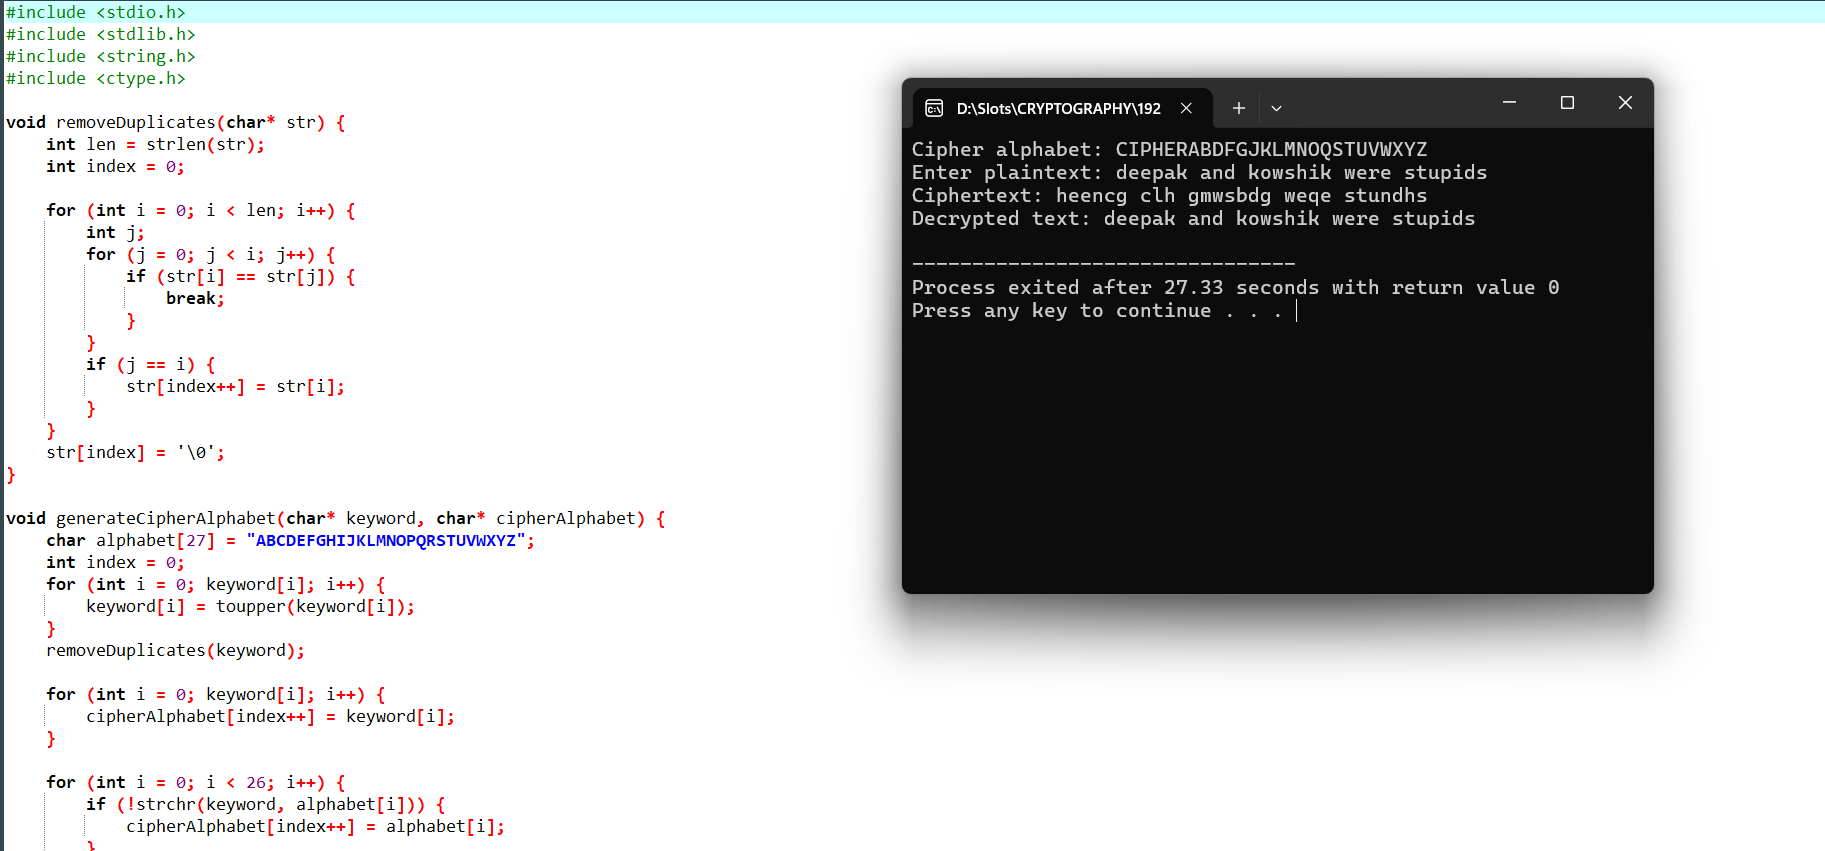 #include <stdio.h>
#include <stdlib.h>
#include <string.h>
#include <ctype.h>
void removeDuplicates(char* str) {
    int len = strlen(str);
    int index = 0;
    for (int i = 0; i < len; i++) {
        int j;
        for (j = 0; j < i; j++) {
            if (str[i] == str[j]) {
                break;
            }
        }
        if (j == i) {
            str[index++] = str[i];
        }
    }
    str[index] = '\0';
}
void generateCipherAlphabet(char* keyword, char* cipherAlphabet) {
    char alphabet[27] = "ABCDEFGHIJKLMNOPQRSTUVWXYZ";
    int index = 0;
    for (int i = 0; keyword[i]; i++) {
        keyword[i] = toupper(keyword[i]);
    }
    removeDuplicates(keyword);
    for (int i = 0; keyword[i]; i++) {
        cipherAlphabet[index++] = keyword[i];
    }
    for (int i = 0; i < 26; i++) {
        if (!strchr(keyword, alphabet[i])) {
            cipherAlphabet[index++] = alphabet[i];
        }
D:\Slots\CRYPTOGRAPHY\192
Cipher alphabet: CIPHERABDFGJKLMNOQSTUVWXYZ
Enter plaintext: deepak and kowshik were stupids
Ciphertext: heencg clh gmwsbdg weqe stundhs
Decrypted text: deepak and kowshik were stupids
--------------------------------
Process exited after 27.33 seconds with return value 0
Press any key to continue . . .